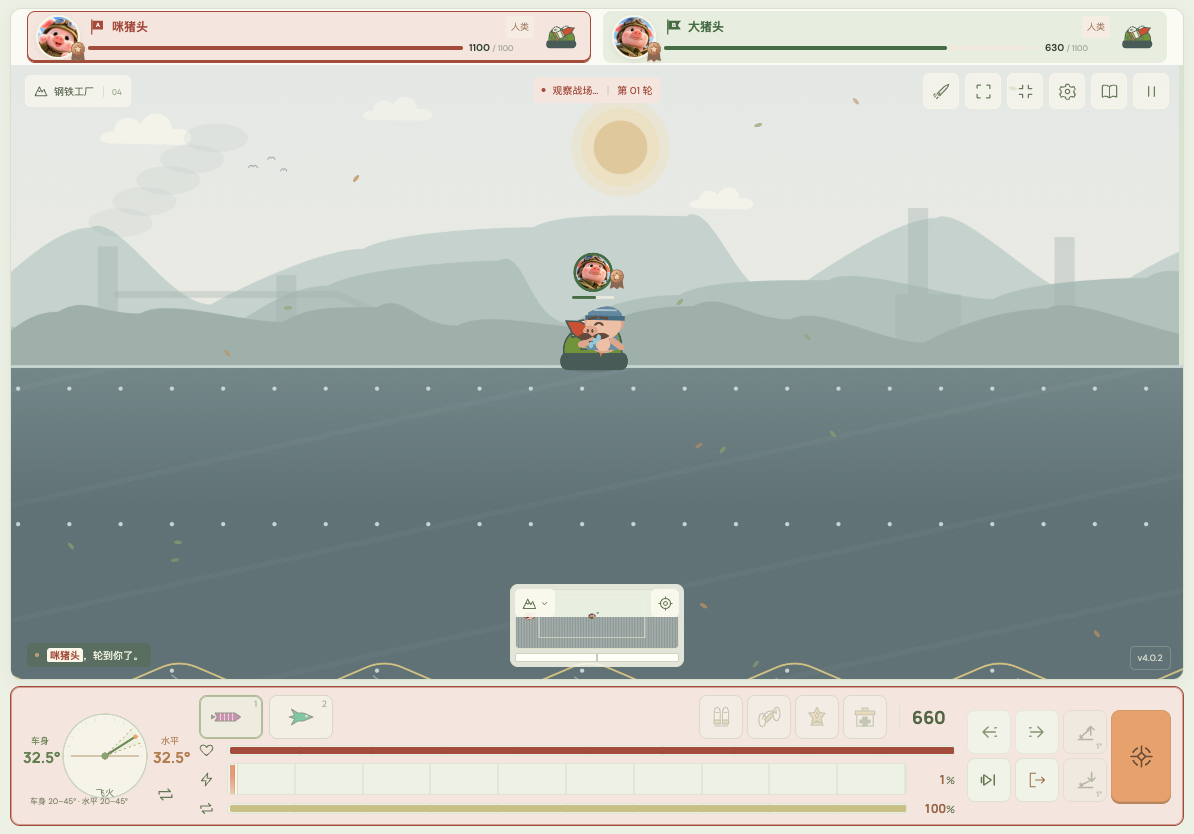 咪猪头
人类
1100 / 1100
大猪头
人类
630 / 1100
钢铁工厂 04
观察战场… 第 01 轮
咪猪头，轮到你了。
v4.0.2
1
2
660
车身
32.5°
水平
32.5°
飞火
车身 20–45° · 水平 20–45°
1%
100%
1°
1°